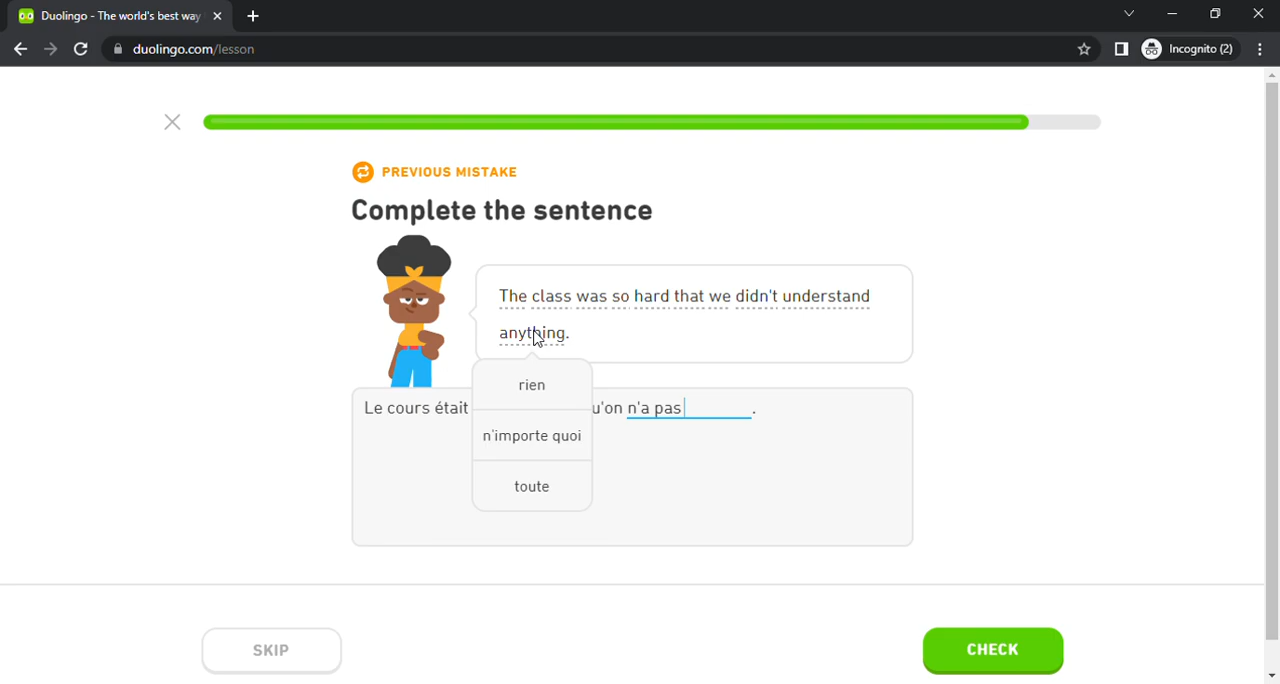 Duolingo - The world's best way
duolingo.com/lesson
Incognito (2)
PREVIOUS MISTAKE
Complete the sentence
The class was so hard that we didn't understand
anything.
rien
n'importe quoi
toute
Le cours était u'on n'a pas .
SKIP
CHECK